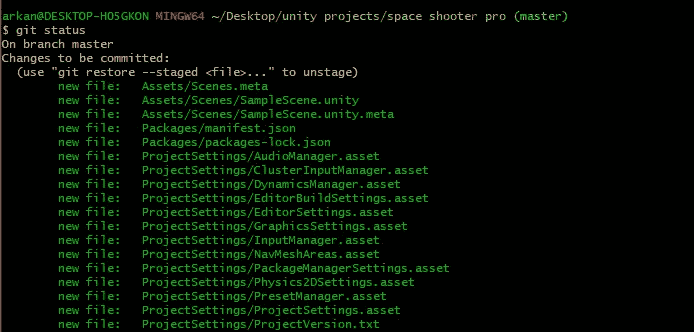 arkan@DESKTOP-HO5GKON MINGW64 ~/Desktop/unity projects/space shooter pro (master)
$ git status
On branch master
Changes to be committed:
  (use "git restore --staged <file>..." to unstage)
        new file:   Assets/Scenes.meta
        new file:   Assets/Scenes/SampleScene.unity
        new file:   Assets/Scenes/SampleScene.unity.meta
        new file:   Packages/manifest.json
        new file:   Packages/packages-lock.json
        new file:   ProjectSettings/AudioManager.asset
        new file:   ProjectSettings/ClusterInputManager.asset
        new file:   ProjectSettings/DynamicsManager.asset
        new file:   ProjectSettings/EditorBuildSettings.asset
        new file:   ProjectSettings/EditorSettings.asset
        new file:   ProjectSettings/GraphicsSettings.asset
        new file:   ProjectSettings/InputManager.asset
        new file:   ProjectSettings/NavMeshAreas.asset
        new file:   ProjectSettings/PackageManagerSettings.asset
        new file:   ProjectSettings/Physics2DSettings.asset
        new file:   ProjectSettings/PresetManager.asset
        new file:   ProjectSettings/ProjectSettings.asset
        new file:   ProjectSettings/ProjectVersion.txt